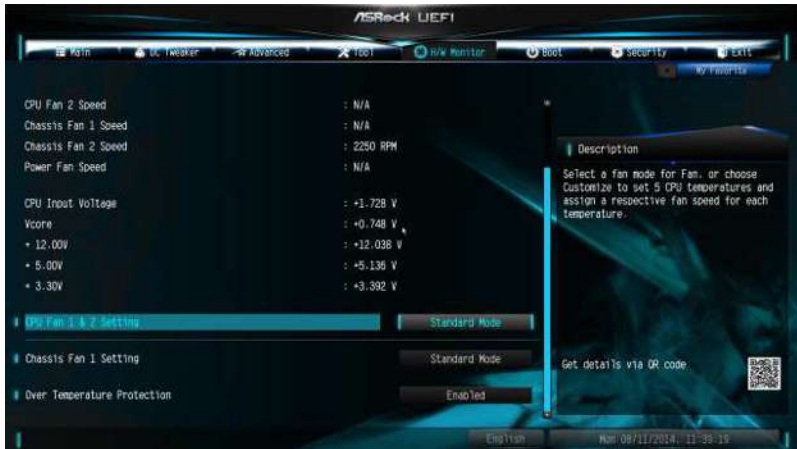 ASRock UEFI
Main OC Tweaker Advanced Tool H/W Monitor Boot Security Exit
My Favorite
CPU Fan 2 Speed : N/A
Chassis Fan 1 Speed : N/A
Chassis Fan 2 Speed : 2250 RPM
Power Fan Speed : N/A
CPU Input Voltage : +1.728 V
Vcore : +0.748 V
+ 12.00V : +12.038 V
+ 5.00V : +5.136 V
+ 3.30V : +3.392 V
CPU Fan 1 & 2 Setting Standard Mode
Chassis Fan 1 Setting Standard Mode
Over Temperature Protection Enabled
Description
Select a fan mode for Fan. or choose
Customize to set 5 CPU temperatures and
assign a respective fan speed for each
temperature.
Get details via QR code
English Mon 08/11/2014. 11:39:19